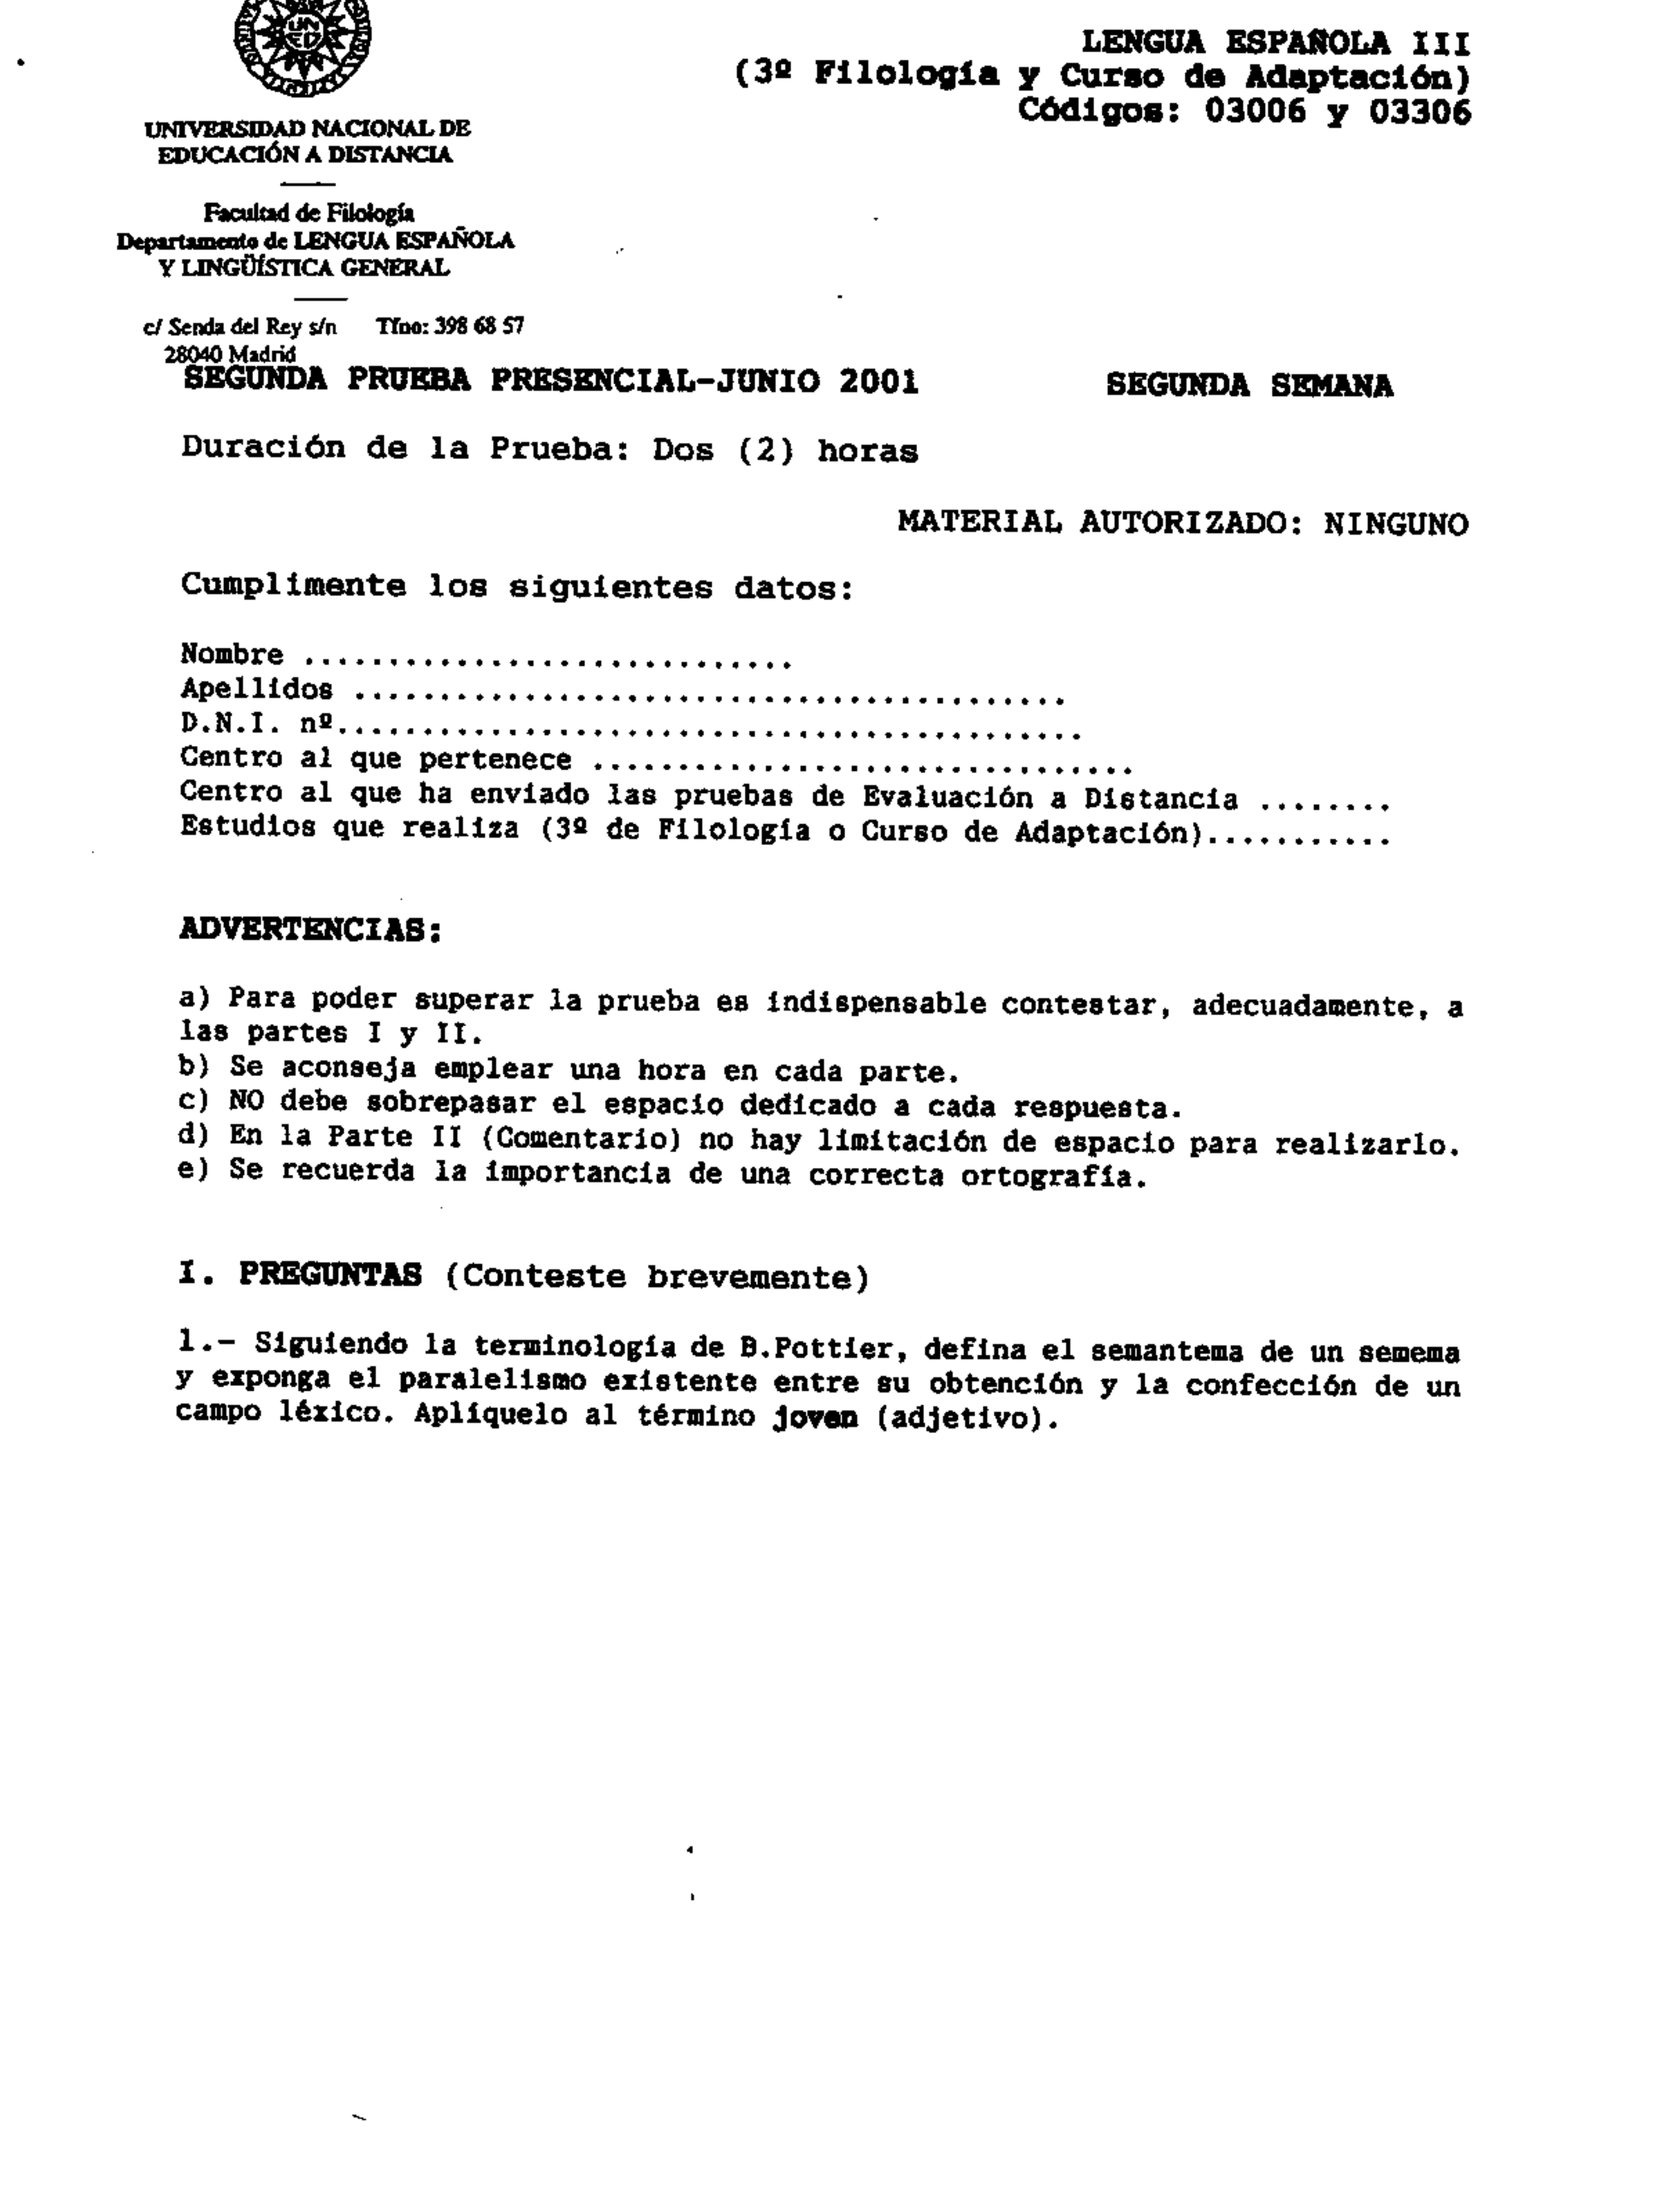 UN
ED
LENGUA ESPAÑOLA III
(3º Filología y Curso de Adaptación)
Códigos: 03006 y 03306
UNIVERSIDAD NACIONAL DE
EDUCACIÓN A DISTANCIA
Facultad de Filología
Departamento de LENGUA ESPAÑOLA
Y LINGÜÍSTICA GENERAL
c/ Senda del Rey s/n Tfno: 398 68 57
28040 Madrid
SEGUNDA PRUEBA PRESENCIAL-JUNIO 2001 SEGUNDA SEMANA
Duración de la Prueba: Dos (2) horas
MATERIAL AUTORIZADO: NINGUNO
Cumplimente los siguientes datos:
Nombre .............................
Apellidos ..........................................
D.N.I. nº............................................
Centro al que pertenece ................................
Centro al que ha enviado las pruebas de Evaluación a Distancia ........
Estudios que realiza (3º de Filología o Curso de Adaptación)...........
ADVERTENCIAS:
a) Para poder superar la prueba es indispensable contestar, adecuadamente, a
las partes I y II.
b) Se aconseja emplear una hora en cada parte.
c) NO debe sobrepasar el espacio dedicado a cada respuesta.
d) En la Parte II (Comentario) no hay limitación de espacio para realizarlo.
e) Se recuerda la importancia de una correcta ortografía.
I. PREGUNTAS (Conteste brevemente)
1.- Siguiendo la terminología de B.Pottier, defina el semantema de un semema
y exponga el paralelismo existente entre su obtención y la confección de un
campo léxico. Aplíquelo al término joven (adjetivo).